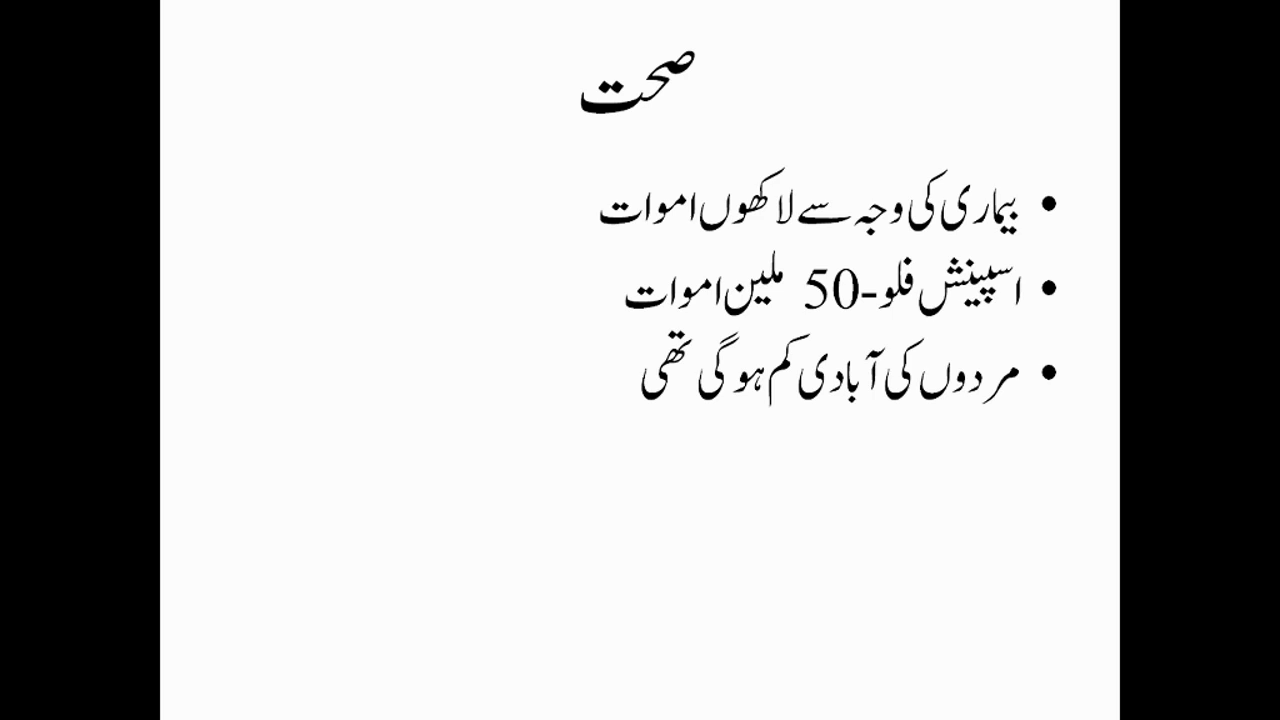 صحت
• بیماری کی وجہ سے لاکھوں اموات
• اسپینش فلو-50 ملین اموات
• مردوں کی آبادی کم ہو گی تھی